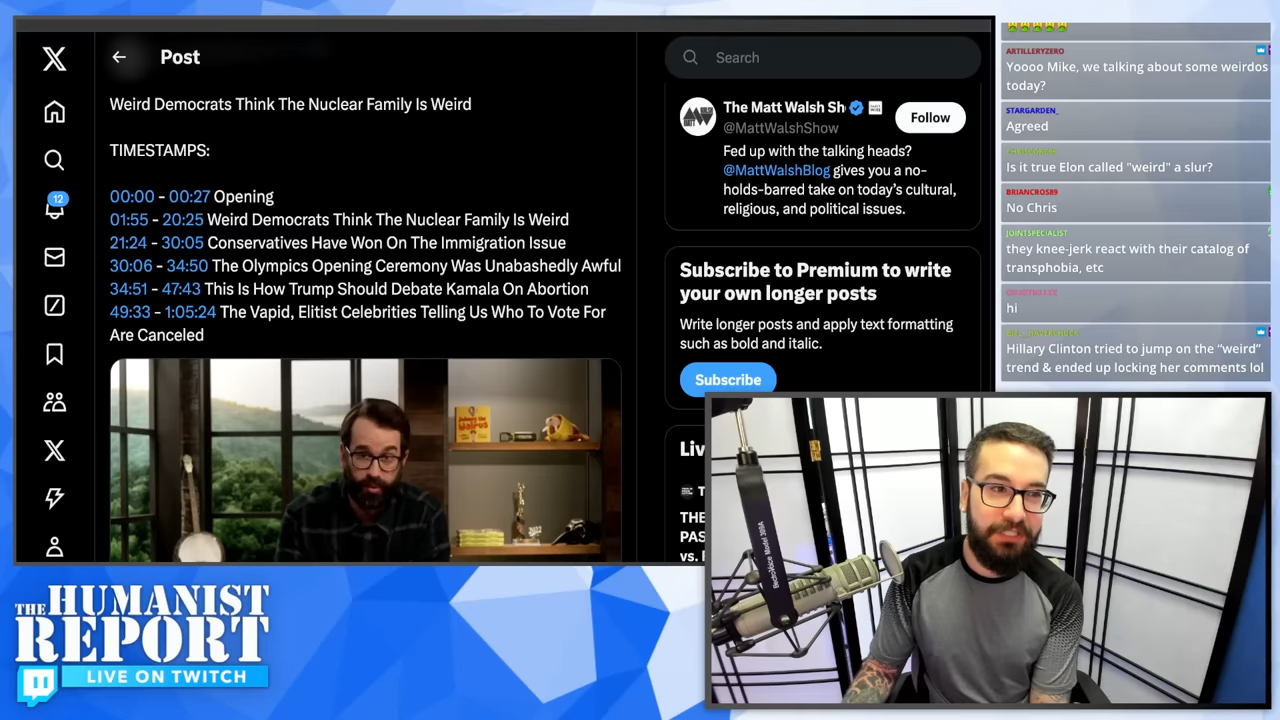 Post
Weird Democrats Think The Nuclear Family Is Weird
TIMESTAMPS:
00:00 - 00:27 Opening
01:55 - 20:25 Weird Democrats Think The Nuclear Family Is Weird
21:24 - 30:05 Conservatives Have Won On The Immigration Issue
30:06 - 34:50 The Olympics Opening Ceremony Was Unabashedly Awful
34:51 - 47:43 This Is How Trump Should Debate Kamala On Abortion
49:33 - 1:05:24 The Vapid, Elitist Celebrities Telling Us Who To Vote For
Are Canceled
12
Search
The Matt Walsh Sh
@MattWalshShow
Follow
Fed up with the talking heads?
@MattWalshBlog gives you a no-
holds-barred take on today's cultural,
religious, and political issues.
Subscribe to Premium to write
your own longer posts
Write longer posts and apply text formatting
such as bold and italic.
Subscribe
Liv
T
THE
PAS
vs.
ARTILLERYZERO
Yoooo Mike, we talking about some weirdos
today?
STARGARDEN_
Agreed
Is it true Elon called "weird" a slur?
BRIANCROS89
No Chris
JOINTSPECIALIST
they knee-jerk react with their catalog of
transphobia, etc
hi
Hillary Clinton tried to jump on the “weird”
trend & ended up locking her comments lol
THE
HUMANIST
REPORT
LIVE ON TWITCH